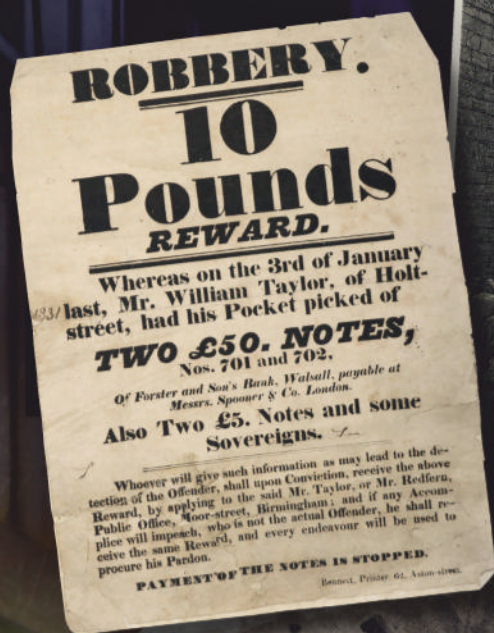 ROBBERY.
10
Pounds
REWARD.
Whereas on the 3rd of January
1831 last, Mr. William Taylor, of Holt-
street, had his Pocket picked of
TWO £50. NOTES,
Nos. 701 and 702,
Of Forster and Son's Bank, Walsall, payable at
Messrs. Spooner & Co. London.
Also Two £5. Notes and some
Sovereigns.
Whoever will give such information as may lead to the de-
tection of the Offender, shall upon Conviction, receive the above
Reward, by applying to the said Mr. Taylor, or Mr. Redfern,
Public Office, Moor-street, Birmingham; and if any Accom-
plice will impeach, who is not the actual Offender, he shall re-
ceive the same Reward, and every endeavour will be used to
procure his Pardon.
PAYMENT OF THE NOTES IS STOPPED.
Bennett, Printer 62, Aston-street.